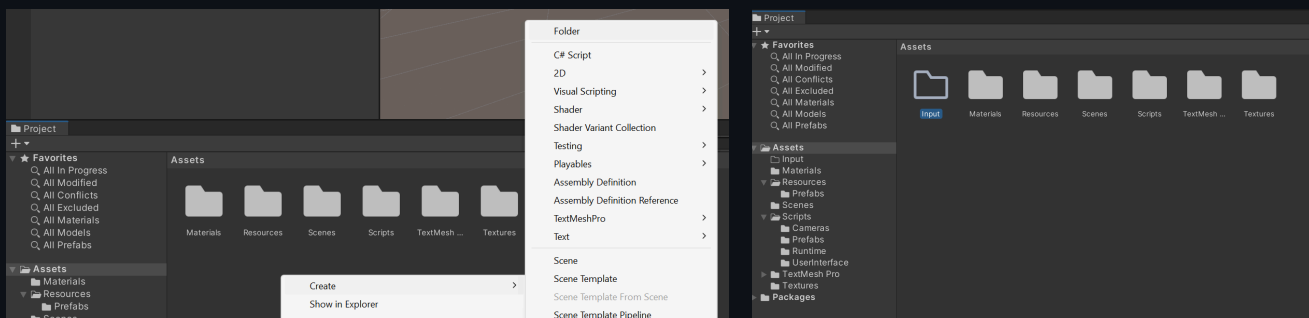 Project
Favorites
All In Progress
All Modified
All Conflicts
All Excluded
All Materials
All Models
All Prefabs
Assets
Materials
Resources
Prefabs
Scenes
Assets
Materials
Resources
Scenes
Scripts
TextMesh ...
Textures
Create
Show in Explorer
Folder
C# Script
2D
Visual Scripting
Shader
Shader Variant Collection
Testing
Playables
Assembly Definition
Assembly Definition Reference
TextMeshPro
Text
Scene
Scene Template
Scene Template From Scene
Scene Template Pipeline
Project
Favorites
All In Progress
All Modified
All Conflicts
All Excluded
All Materials
All Models
All Prefabs
Assets
Input
Materials
Resources
Prefabs
Scenes
Scripts
Cameras
Prefabs
Runtime
UserInterface
TextMesh Pro
Textures
Packages
Assets
Input
Materials
Resources
Scenes
Scripts
TextMesh ...
Textures